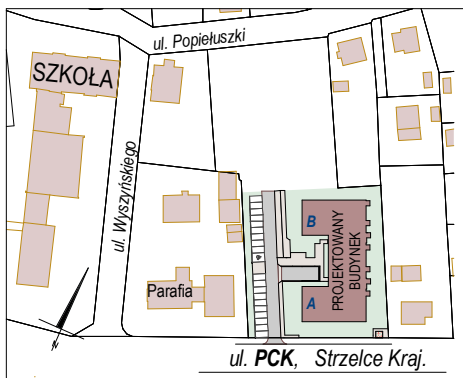 ul. Popiełuszki
SZKOŁA
ul. Wyszyńskiego
B
PROJEKTOWANY
BUDYNEK
A
Parafia
N
ul. PCK, Strzelce Kraj.